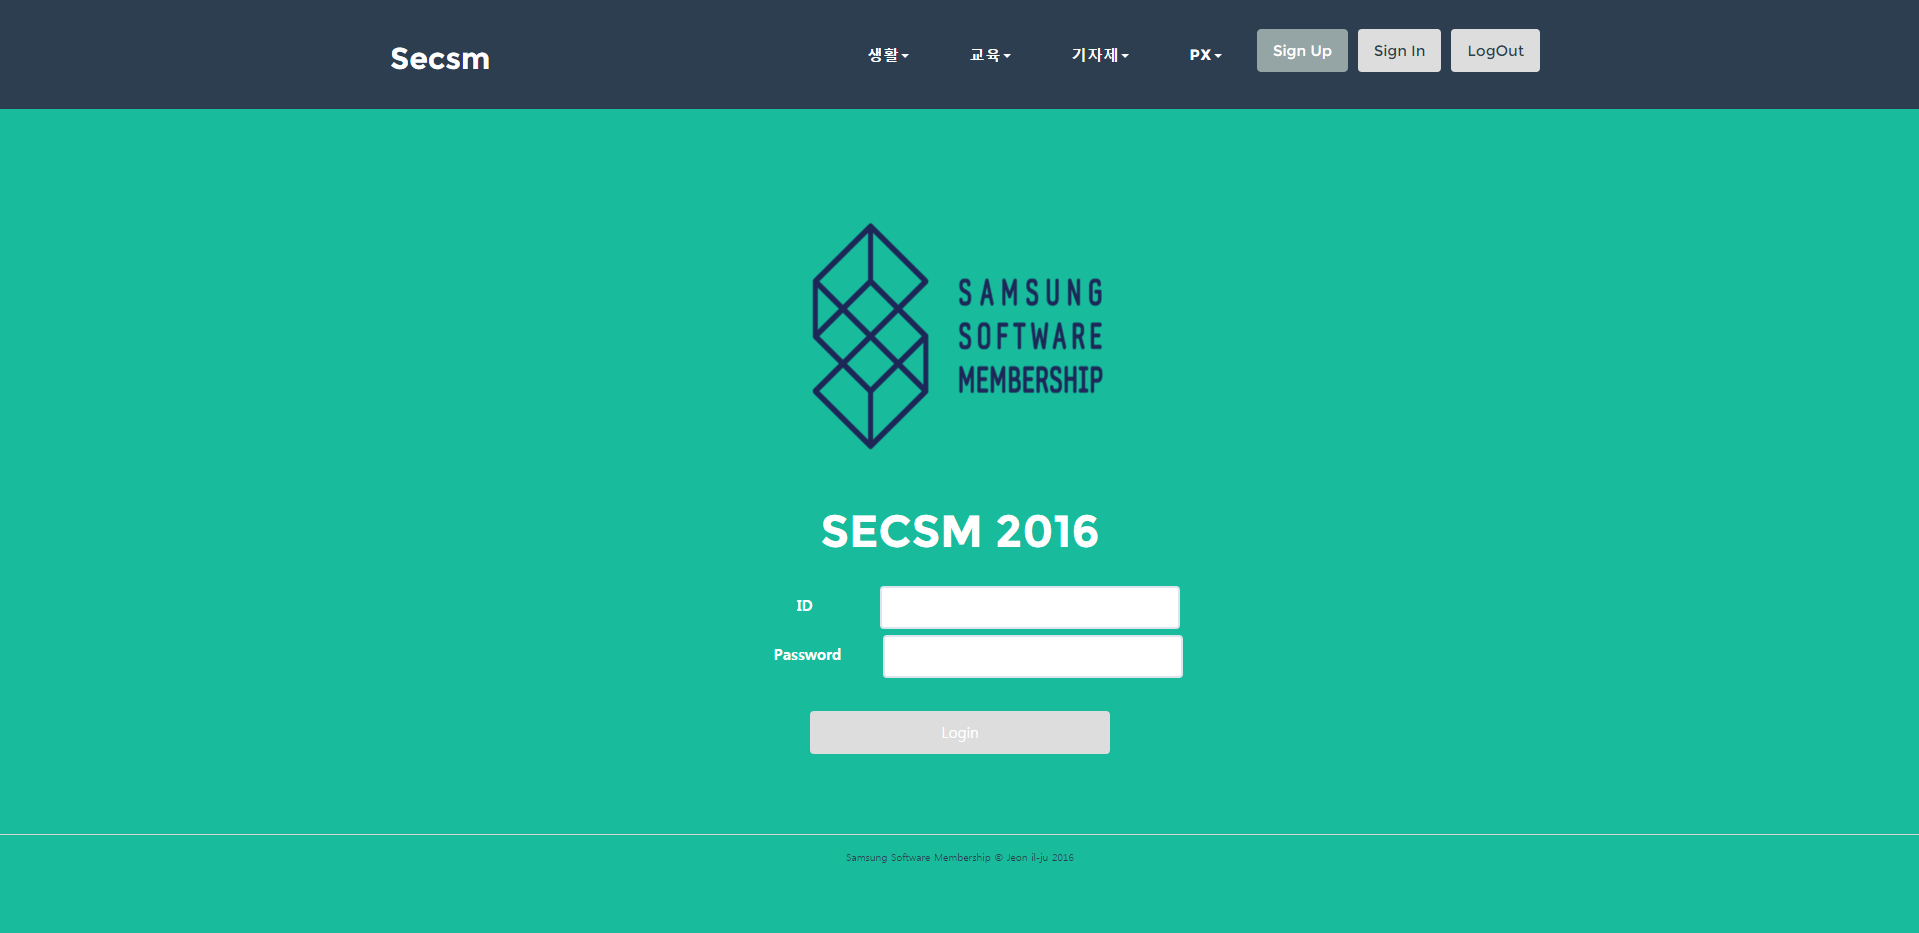 Secsm 생활 교육 기자제 PX Sign Up Sign In LogOut
SAMSUNG
SOFTWARE
MEMBERSHIP
SECSM 2016
ID
Password
Login
Samsung Software Membership © Jeon il-ju 2016